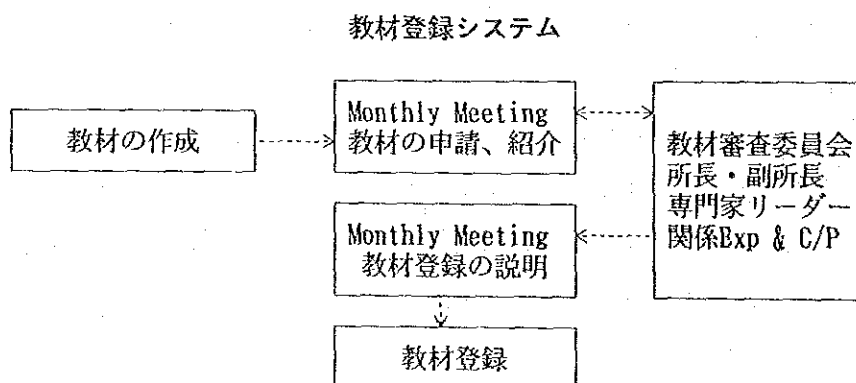 教材登録システム
教材の作成
Monthly Meeting
教材の申請、紹介
教材審査委員会
所長・副所長
専門家リーダー
関係Exp & C/P
Monthly Meeting
教材登録の説明
教材登録